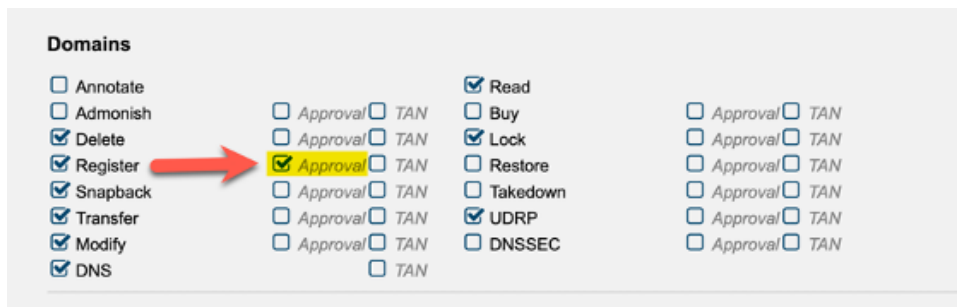 Domains
Annotate Read
Admonish Approval TAN Buy Approval TAN
Delete Approval TAN Lock Approval TAN
Register Approval TAN Restore Approval TAN
Snapback Approval TAN Takedown Approval TAN
Transfer Approval TAN UDRP Approval TAN
Modify Approval TAN DNSSEC Approval TAN
DNS TAN